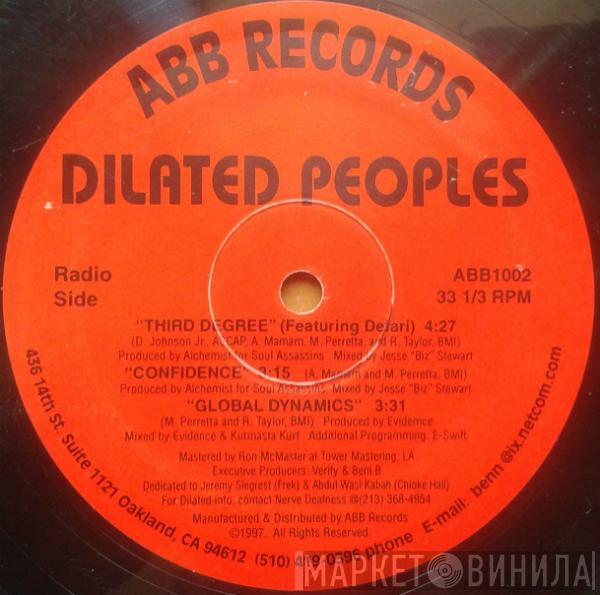 ABB RECORDS
DILATED PEOPLES
Radio
Side
ABB1002
33 1/3 RPM
"THIRD DEGREE" (Featuring Defari) 4:27
(D. Johnson Jr., ASCAP, A. Mamam, M. Perretta, and R. Taylor, BMI)
Produced by Alchemist for Soul Assassins Mixed by Jesse "Biz" Stewart
"CONFIDENCE" 3:15 (A. Mamam and M. Perretta, BMI)
Produced by Alchemist for Soul Assassins Mixed by Jesse "Biz" Stewart
"GLOBAL DYNAMICS" 3:31
(M. Perretta and R. Taylor, BMI) Produced by Evidence
Mixed by Evidence & Kutmasta Kurt Additional Programming: E-Swift
Mastered by Ron McMaster at Tower Mastering, LA
Executive Producers: Verify & Beni B
Dedicated to Jeremy Siegrest (Frek) & Abdul Wasi Kabah (Chioke Hall)
For Dilated info. contact Nerve Deafness @(213) 368-4954
Manufactured & Distributed by ABB Records
©1997. All Rights Reserved.
436 14th St. Suite 1121 Oakland, CA 94612 (510) 419-0396 phone E-mail: benn@ix.netcom.com
МАРКЕТ ВИНИЛА